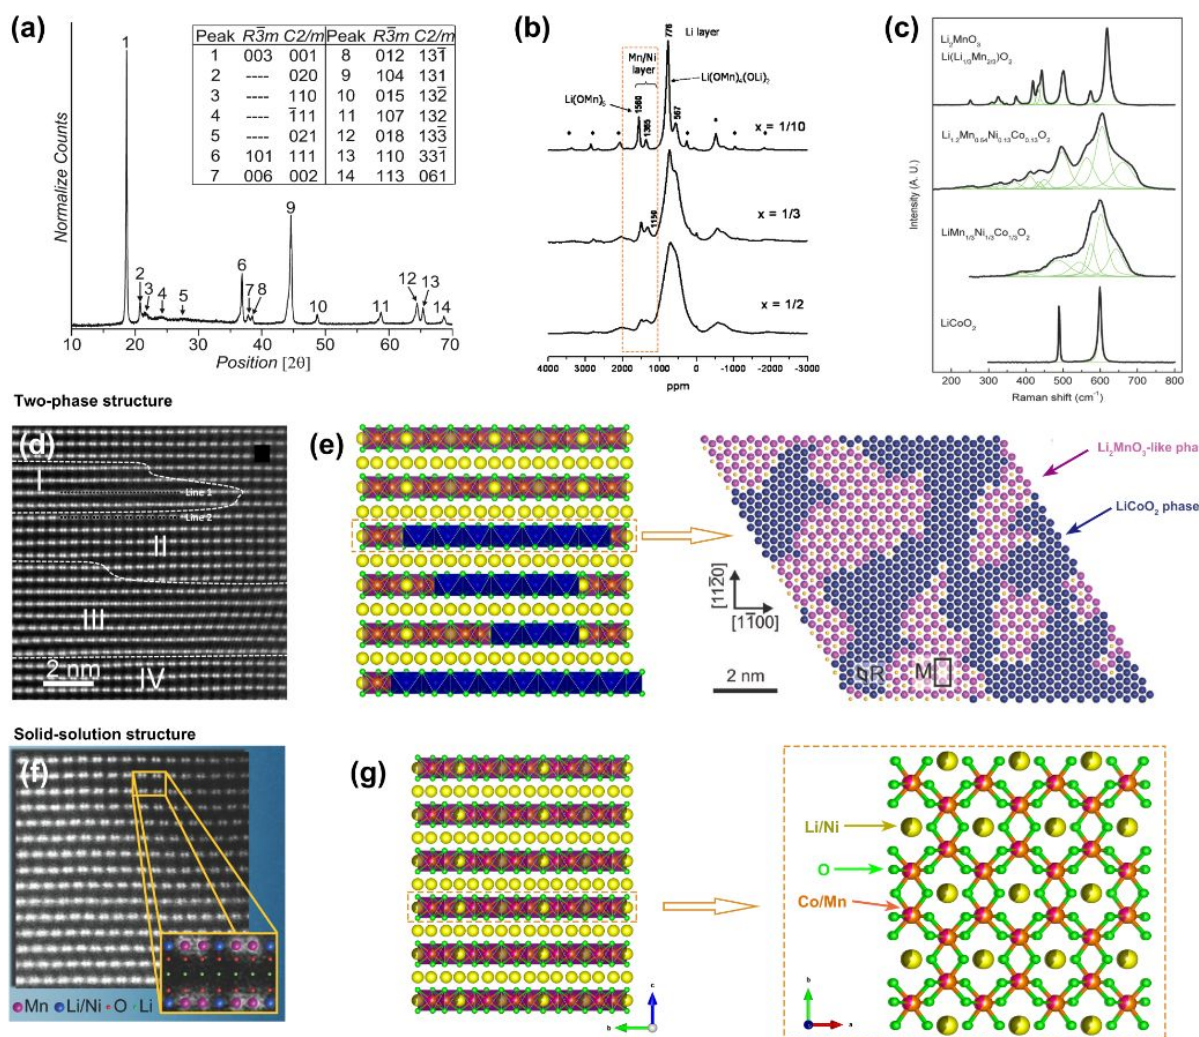 (a)
Normalize Counts
Position [2θ]
10 20 30 40 50 60 70
1
2
3
4
5
6
7
8
9
10
11
12
13
14
Peak R3̅m C2/m Peak R3̅m C2/m
1 003 001 8 012 131̅
2 ---- 020 9 104 131
3 ---- 110 10 015 132̅
4 ---- 1̅11 11 107 132
5 ---- 021 12 018 133̅
6 101 111 13 110 331̅
7 006 002 14 113 061
(b)
776
Li layer
Mn/Ni
layer
Li(OMn)₄(OLi)₂
Li(OMn)₆
1560
1365
567
x = 1/10
1150
x = 1/3
x = 1/2
4000 3000 2000 1000 0 -1000 -2000 -3000
ppm
(c)
Li₂MnO₃
Li(Li₁/₃Mn₂/₃)O₂
Li₁.₂Mn₀.₅₄Ni₀.₁₃Co₀.₁₃O₂
LiMn₁/₃Ni₁/₃Co₁/₃O₂
LiCoO₂
Intensity (A. U.)
200 300 400 500 600 700 800
Raman shift (cm⁻¹)
Two-phase structure
(d)
I
Line 1
Line 2
II
III
2 nm
IV
(e)
Li₂MnO₃-like pha
LiCoO₂ phase
[112̅0]
[11̅00]
2 nm
R
M
Solid-solution structure
(f)
Mn Li/Ni O Li
(g)
c
b
Li/Ni
O
Co/Mn
b
a